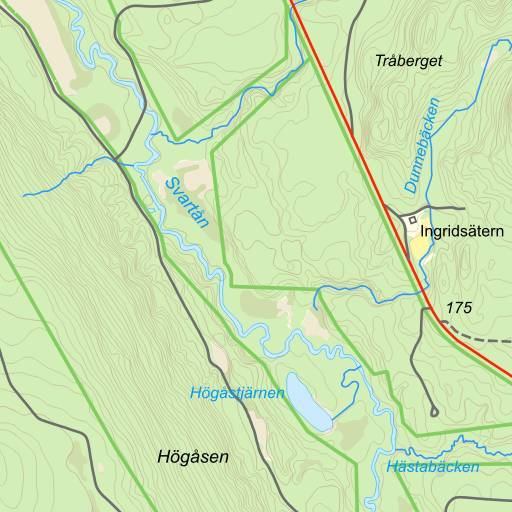 Tråberget
Dunnebäcken
Svartån
Ingridsätern
175
Högåstjärnen
Högåsen
Hästabäcken